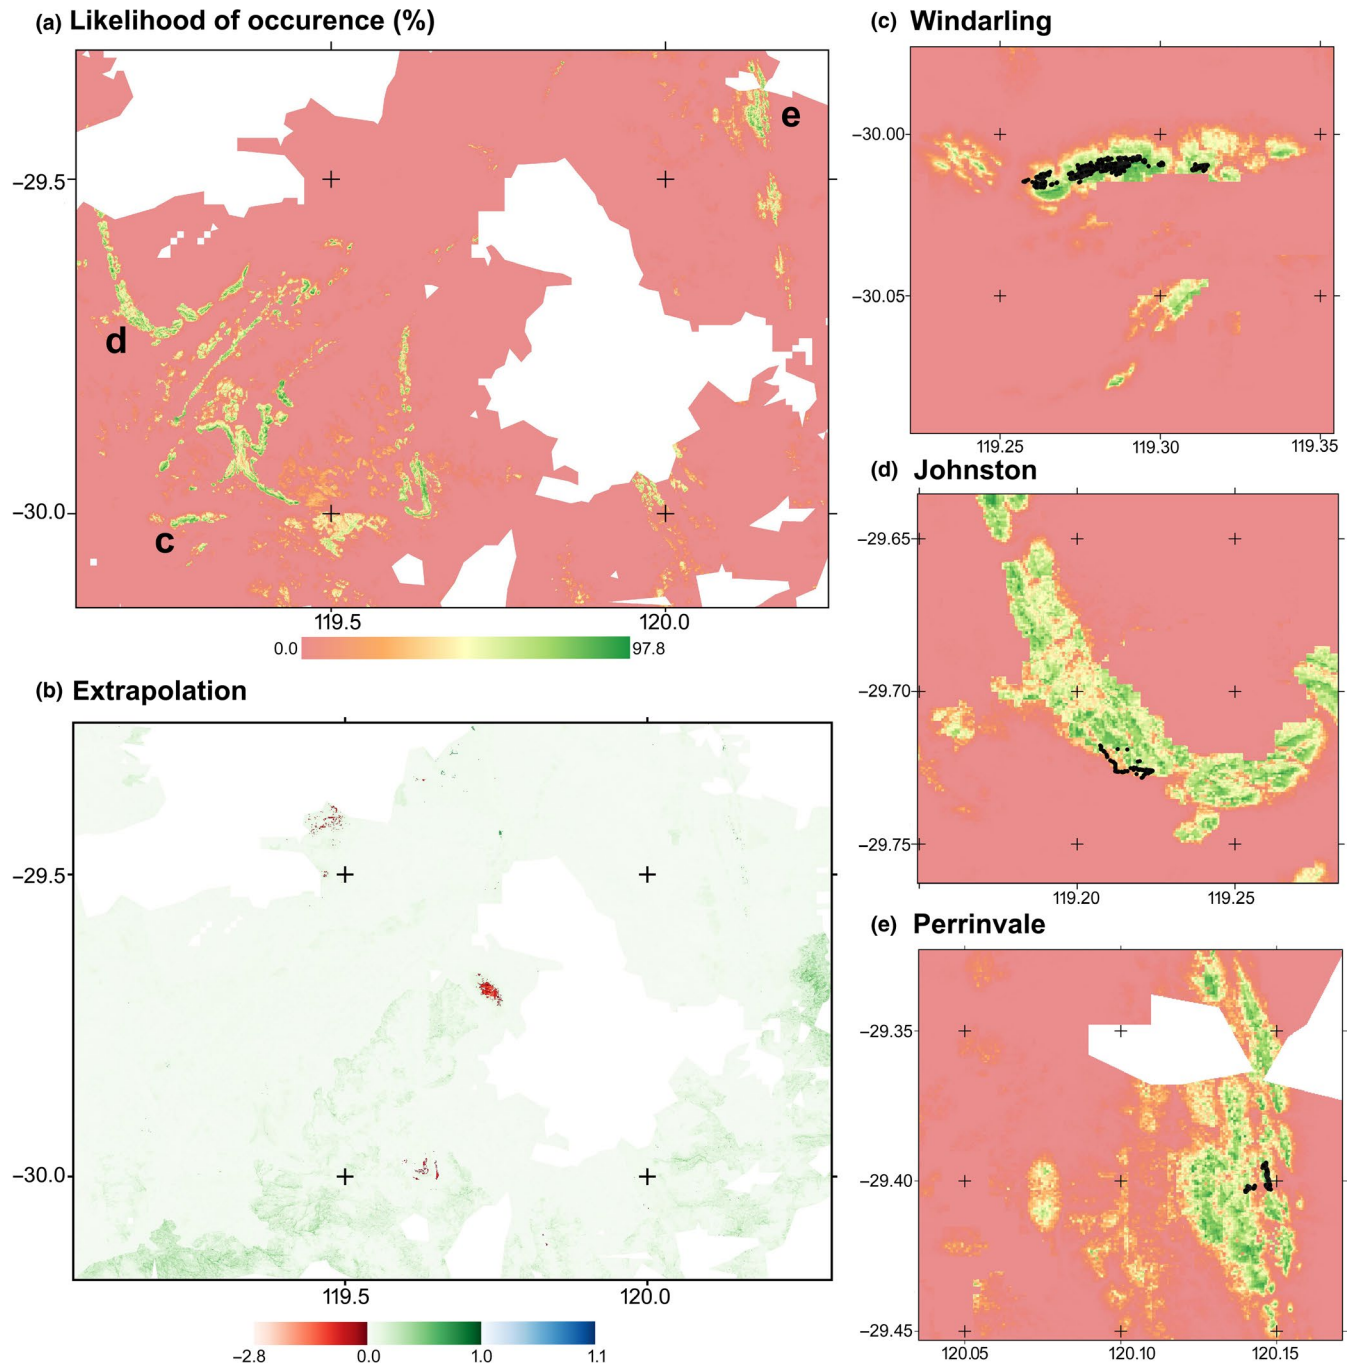 (a) Likelihood of occurence (%)
e
d
c
−29.5
−30.0
119.5 120.0
0.0 97.8
(b) Extrapolation
−29.5
−30.0
119.5 120.0
−2.8 0.0 1.0 1.1
(c) Windarling
−30.00
−30.05
119.25 119.30 119.35
(d) Johnston
−29.65
−29.70
−29.75
119.20 119.25
(e) Perrinvale
−29.35
−29.40
−29.45
120.05 120.10 120.15